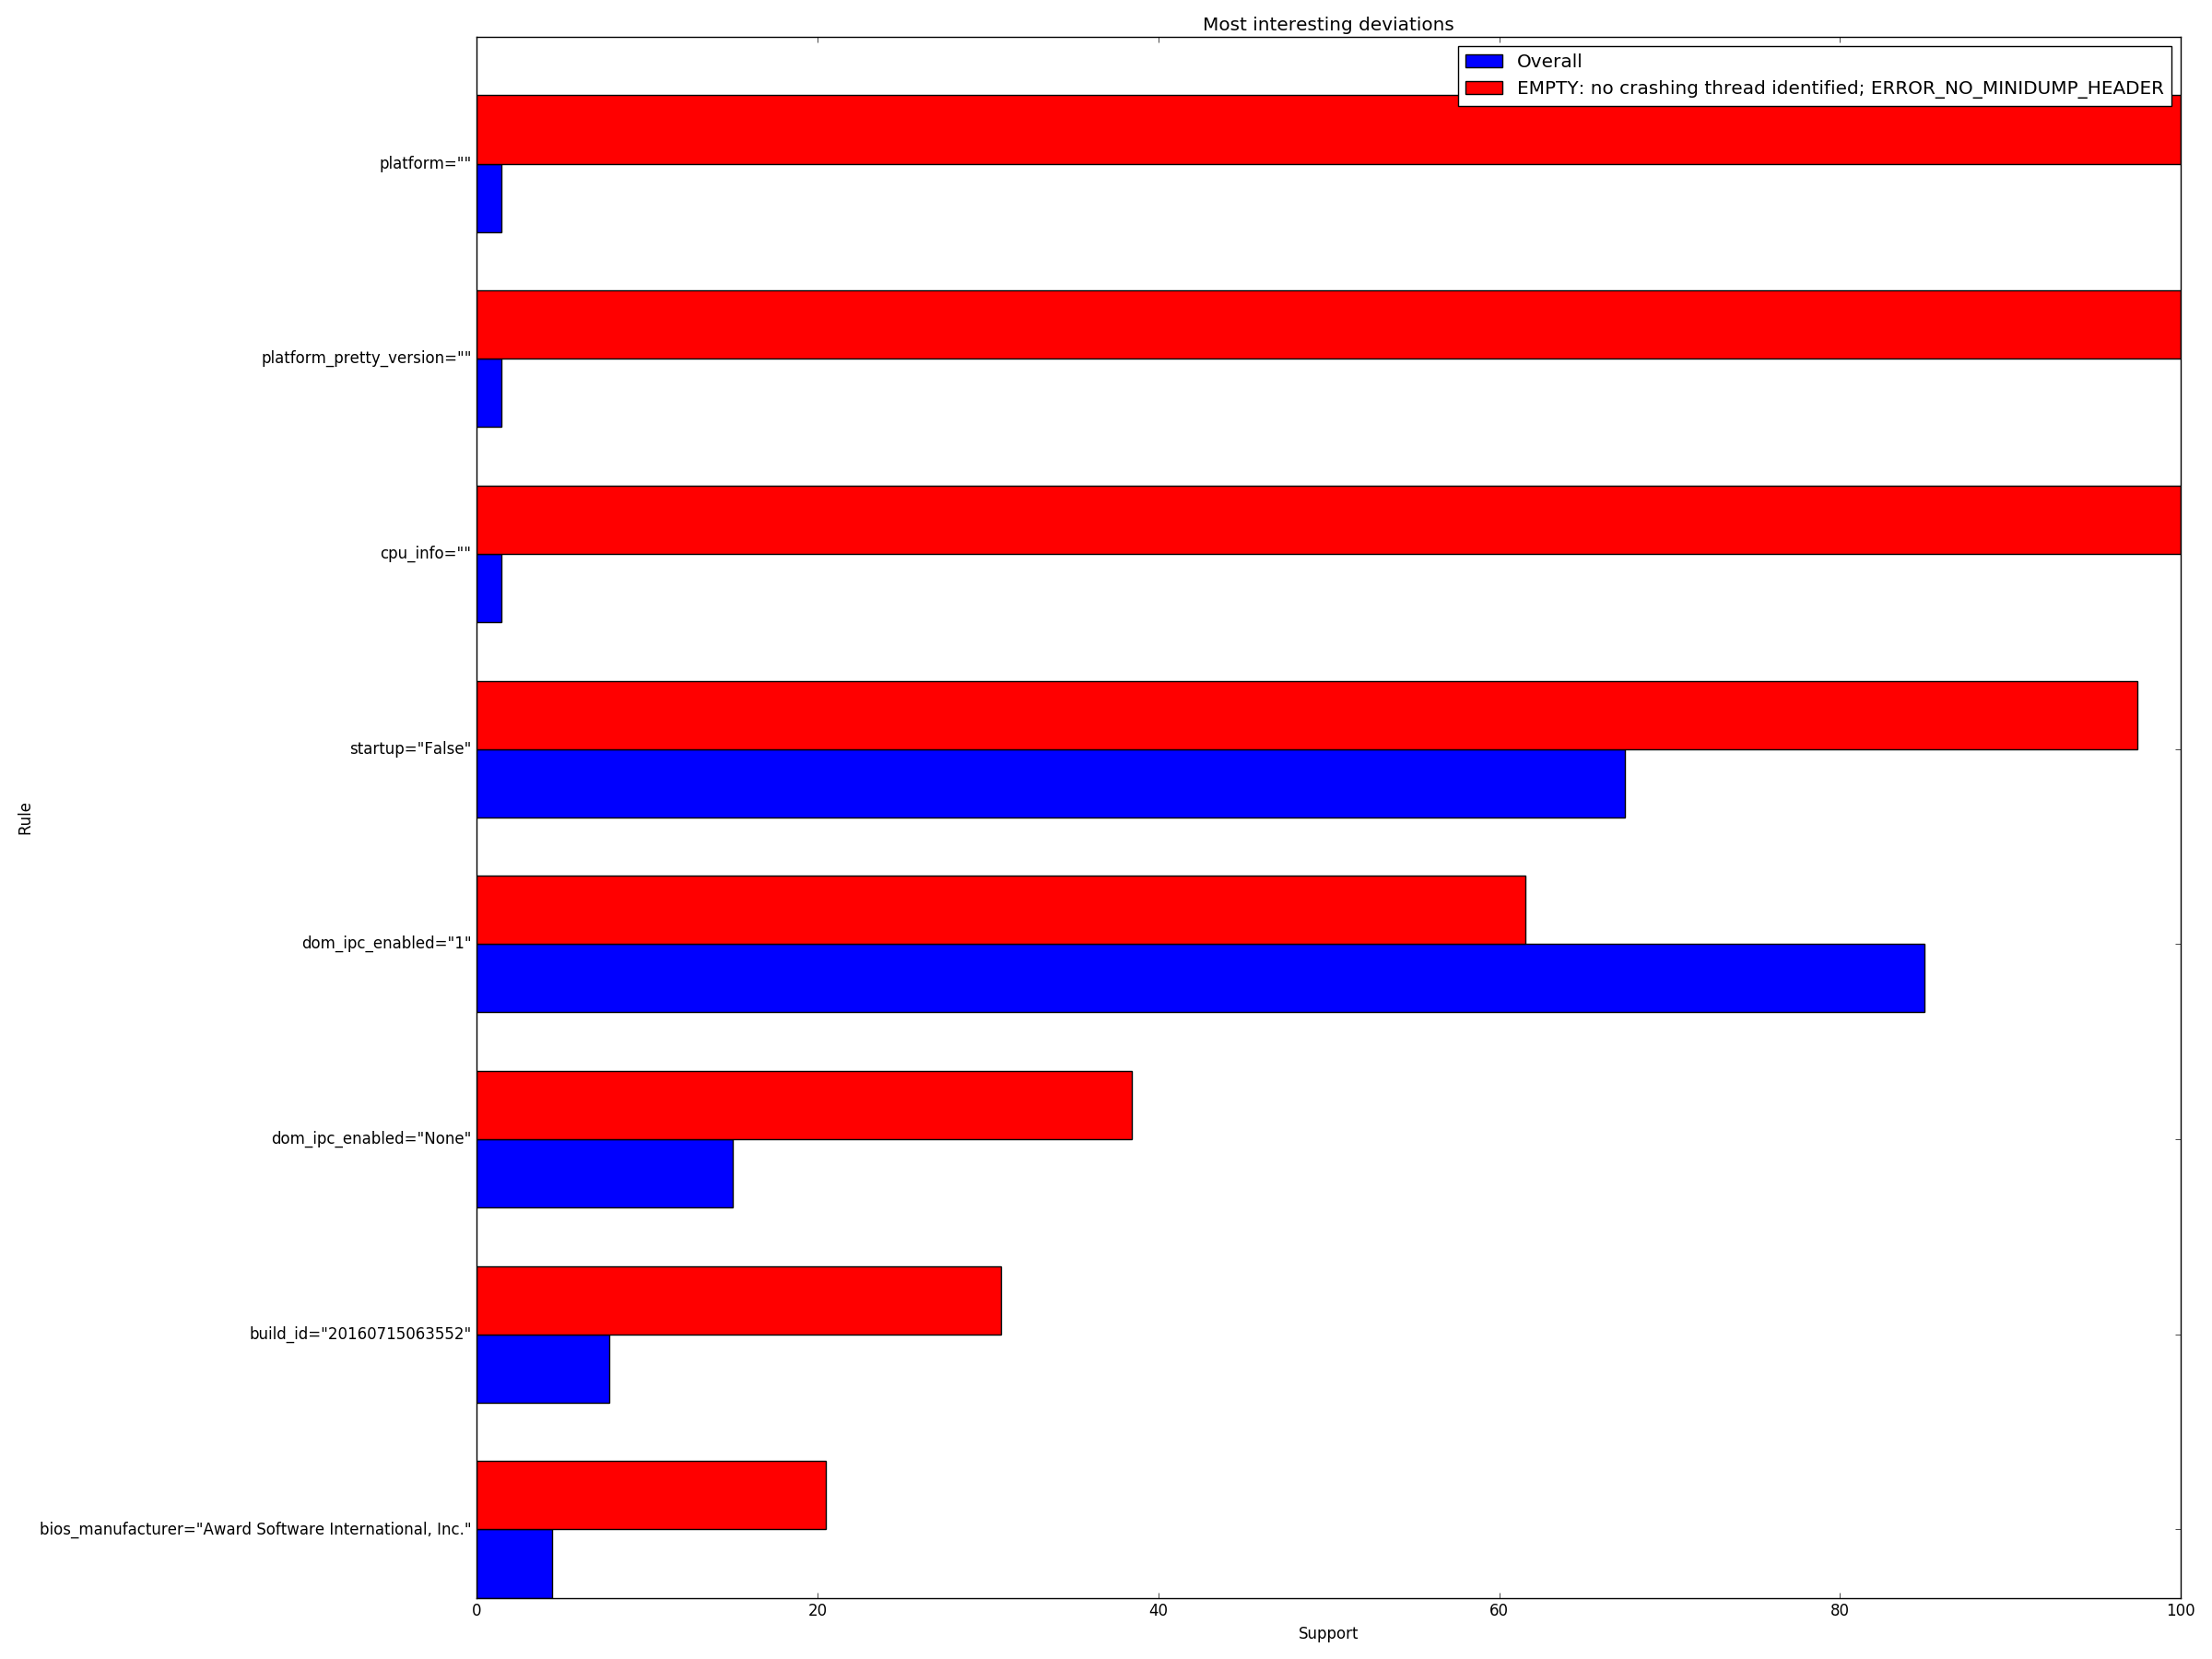 Most interesting deviations
Overall
EMPTY: no crashing thread identified; ERROR_NO_MINIDUMP_HEADER
platform=""
platform_pretty_version=""
cpu_info=""
startup="False"
Rule
dom_ipc_enabled="1"
dom_ipc_enabled="None"
build_id="20160715063552"
bios_manufacturer="Award Software International, Inc."
0 20 40 60 80 100
Support